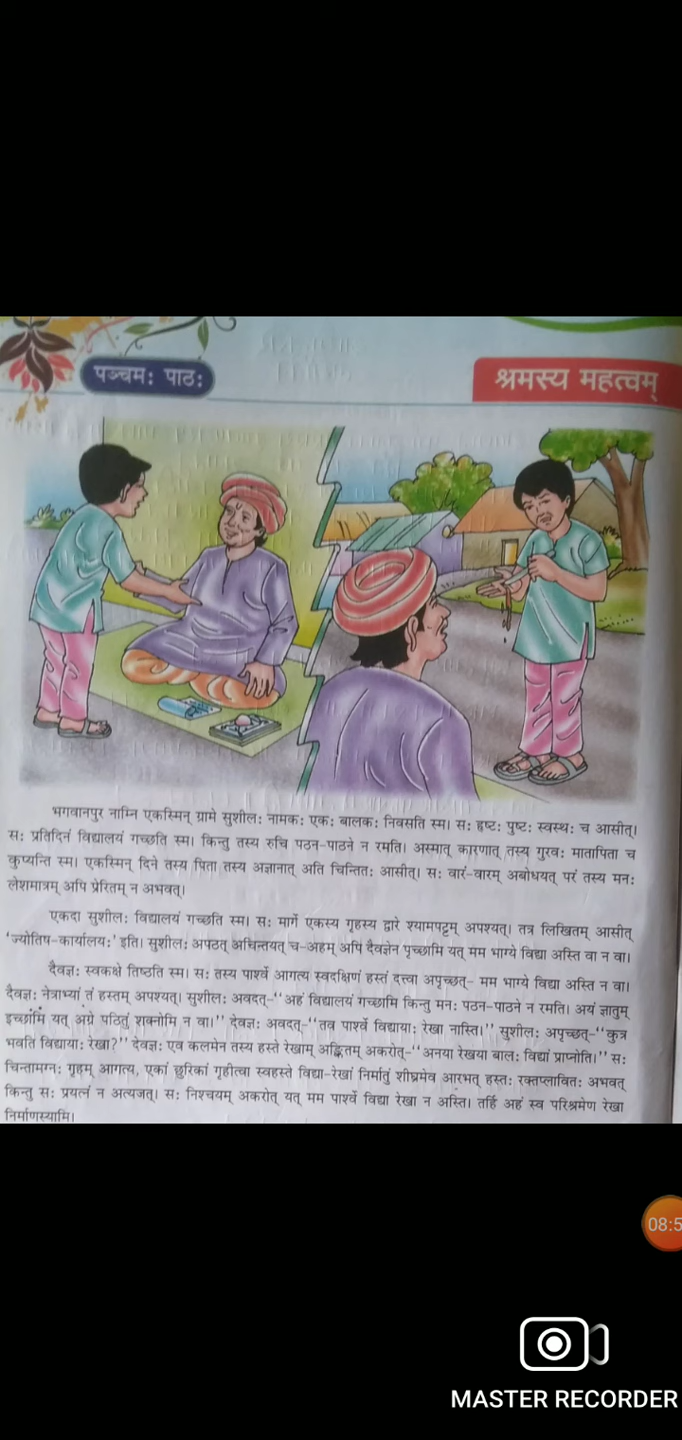 पञ्चमः पाठः
श्रमस्य महत्वम्
भगवानपुर नाम्नि एकस्मिन् ग्रामे सुशीलः नामकः एकः बालकः निवसति स्म। सः हृष्टः पुष्टः स्वस्थः च आसीत्।
सः प्रतिदिनं विद्यालयं गच्छति स्म। किन्तु तस्य रुचि पठन-पाठने न रमति। अस्मात् कारणात् तस्य गुरवः मातापिता च
कुप्यन्ति स्म। एकस्मिन् दिने तस्य पिता तस्य अज्ञानात् अति चिन्तितः आसीत्। सः वारं-वारम् अबोधयत् परं तस्य मनः
लेशमात्रम् अपि प्रेरितम् न अभवत्।
एकदा सुशीलः विद्यालयं गच्छति स्म। सः मार्गे एकस्य गृहस्य द्वारे श्यामपट्टम् अपश्यत्। तत्र लिखितम् आसीत्
'ज्योतिष-कार्यालयः' इति। सुशीलः अपठत् अचिन्तयत् च-अहम् अपि दैवज्ञेन पृच्छामि यत् मम भाग्ये विद्या अस्ति वा न वा।
दैवज्ञः स्वकक्षे तिष्ठति स्म। सः तस्य पार्श्वे आगत्य स्वदक्षिणं हस्तं दत्त्वा अपृच्छत्- मम भाग्ये विद्या अस्ति न वा।
दैवज्ञः नेत्राभ्यां तं हस्तम् अपश्यत्। सुशीलः अवदत्-“अहं विद्यालयं गच्छामि किन्तु मनः पठन-पाठने न रमति। अयं ज्ञातुम्
इच्छामि यत् अग्रे पठितुं शक्नोमि न वा।” दैवज्ञः अवदत्-“तव पार्श्वे विद्यायाः रेखा नास्ति।” सुशीलः अपृच्छत्-“कुत्र
भवति विद्यायाः रेखा?” दैवज्ञः एव कलमेन तस्य हस्ते रेखाम् अङ्कितम् अकरोत्-“अनया रेखया बालः विद्यां प्राप्नोति।” सः
चिन्तामग्नः गृहम् आगत्य, एकां छुरिकां गृहीत्वा स्वहस्ते विद्या-रेखां निर्मातुं शीघ्रमेव आरभत् हस्तः रक्तप्लावितः अभवत्
किन्तु सः प्रयत्नं न अत्यजत्। सः निश्चयम् अकरोत् यत् मम पार्श्वे विद्या रेखा न अस्ति। तर्हि अहं स्व परिश्रमेण रेखा
निर्माणस्यामि।
08:5
MASTER RECORDER